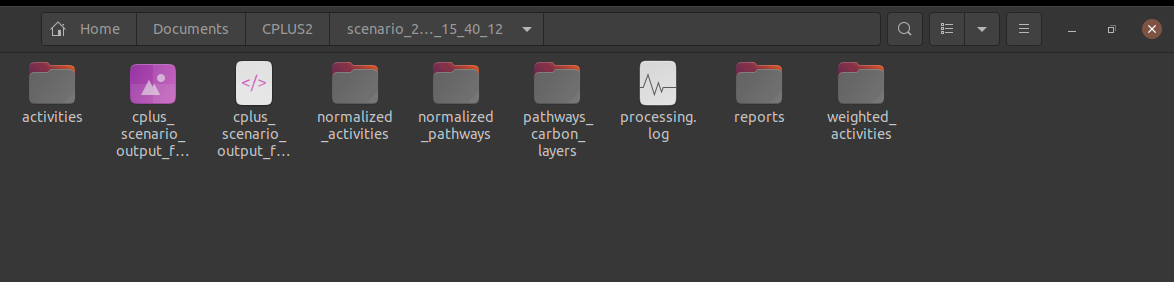 Home
Documents
CPLUS2
scenario_2…_15_40_12
activities
cplus_
scenario_
output_f…
</>
cplus_
scenario_
output_f…
normalized
_activities
normalized
_pathways
pathways_
carbon_
layers
processing.
log
reports
weighted_
activities